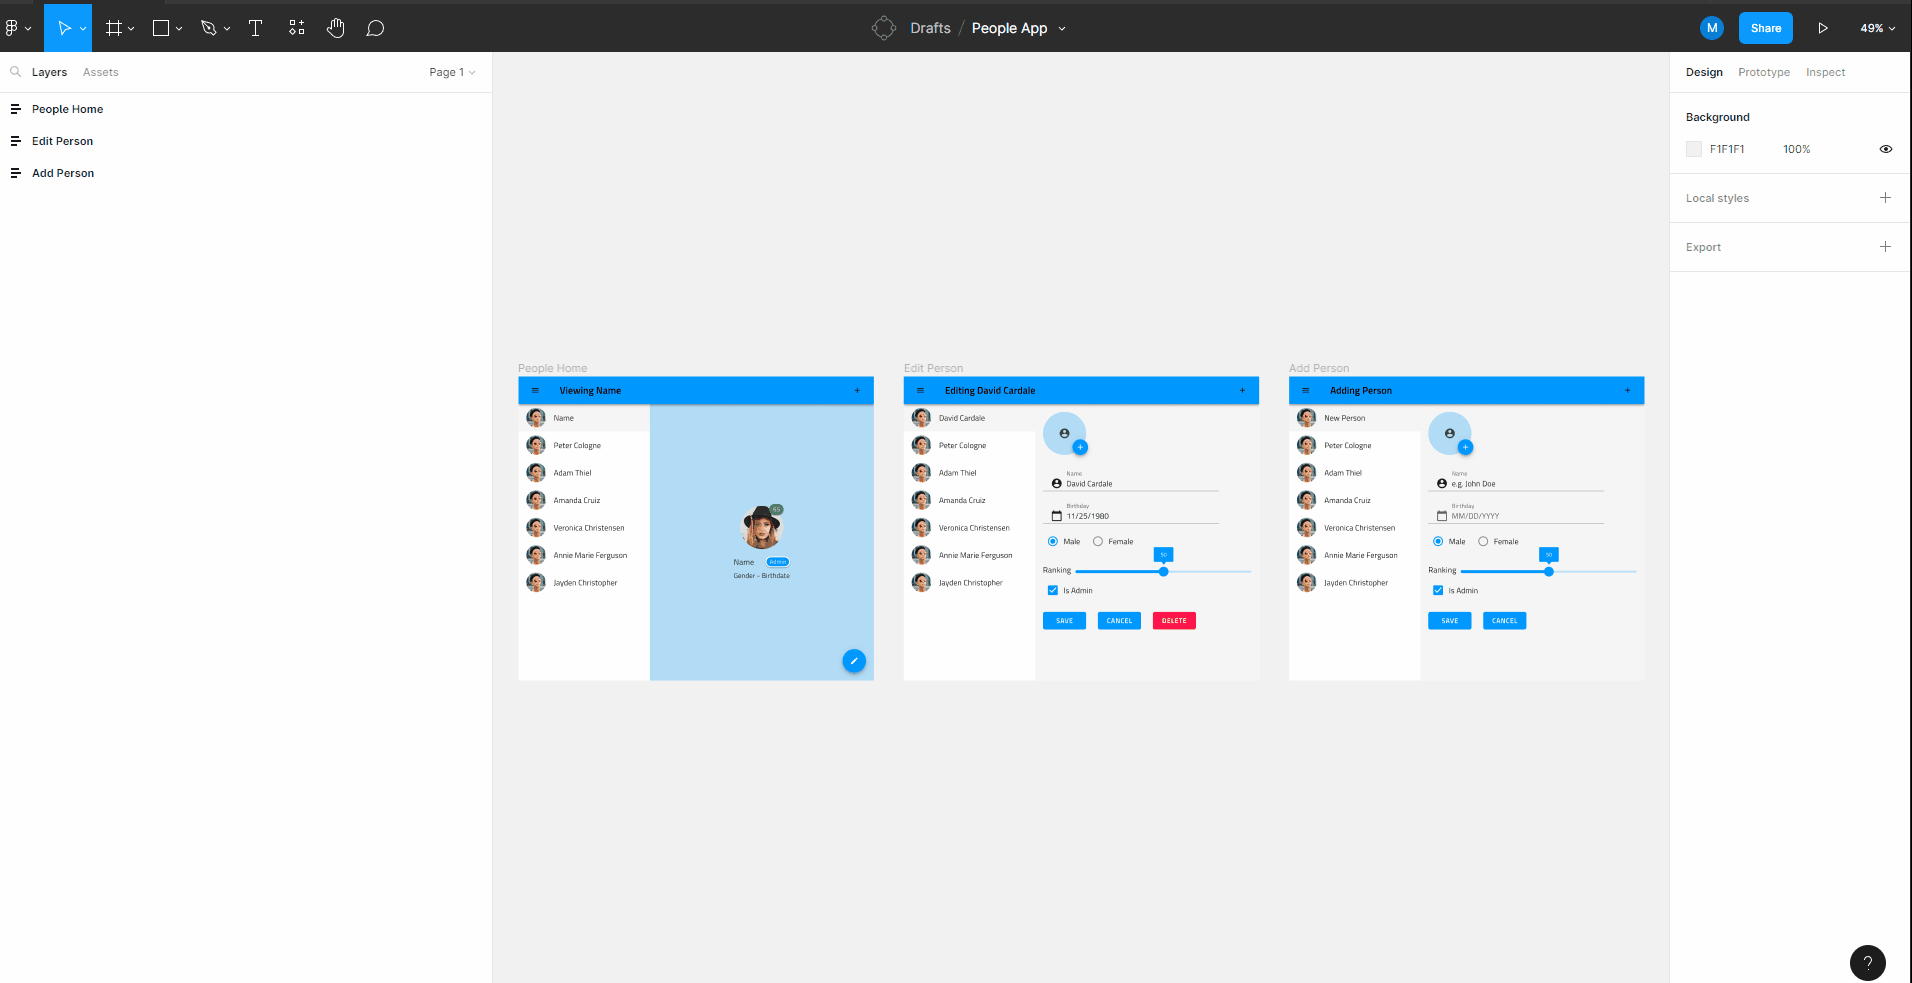 Drafts / People App
M
Share
49%
Layers
Assets
Page 1
People Home
Edit Person
Add Person
Design
Prototype
Inspect
Background
F1F1F1
100%
Local styles
Export
People Home
Viewing Name
+
Name
Peter Cologne
Adam Thiel
Amanda Cruiz
Veronica Christensen
Annie Marie Ferguson
Jayden Christopher
65
Name
Admin
Gender - Birthdate
Edit Person
Editing David Cardale
+
David Cardale
Peter Cologne
Adam Thiel
Amanda Cruiz
Veronica Christensen
Annie Marie Ferguson
Jayden Christopher
+
Name
David Cardale
Birthday
11/25/1980
Male
Female
50
Ranking
Is Admin
SAVE
CANCEL
DELETE
Add Person
Adding Person
+
New Person
Peter Cologne
Adam Thiel
Amanda Cruiz
Veronica Christensen
Annie Marie Ferguson
Jayden Christopher
+
Name
e.g. John Doe
Birthday
MM/DD/YYYY
Male
Female
50
Ranking
Is Admin
SAVE
CANCEL
?